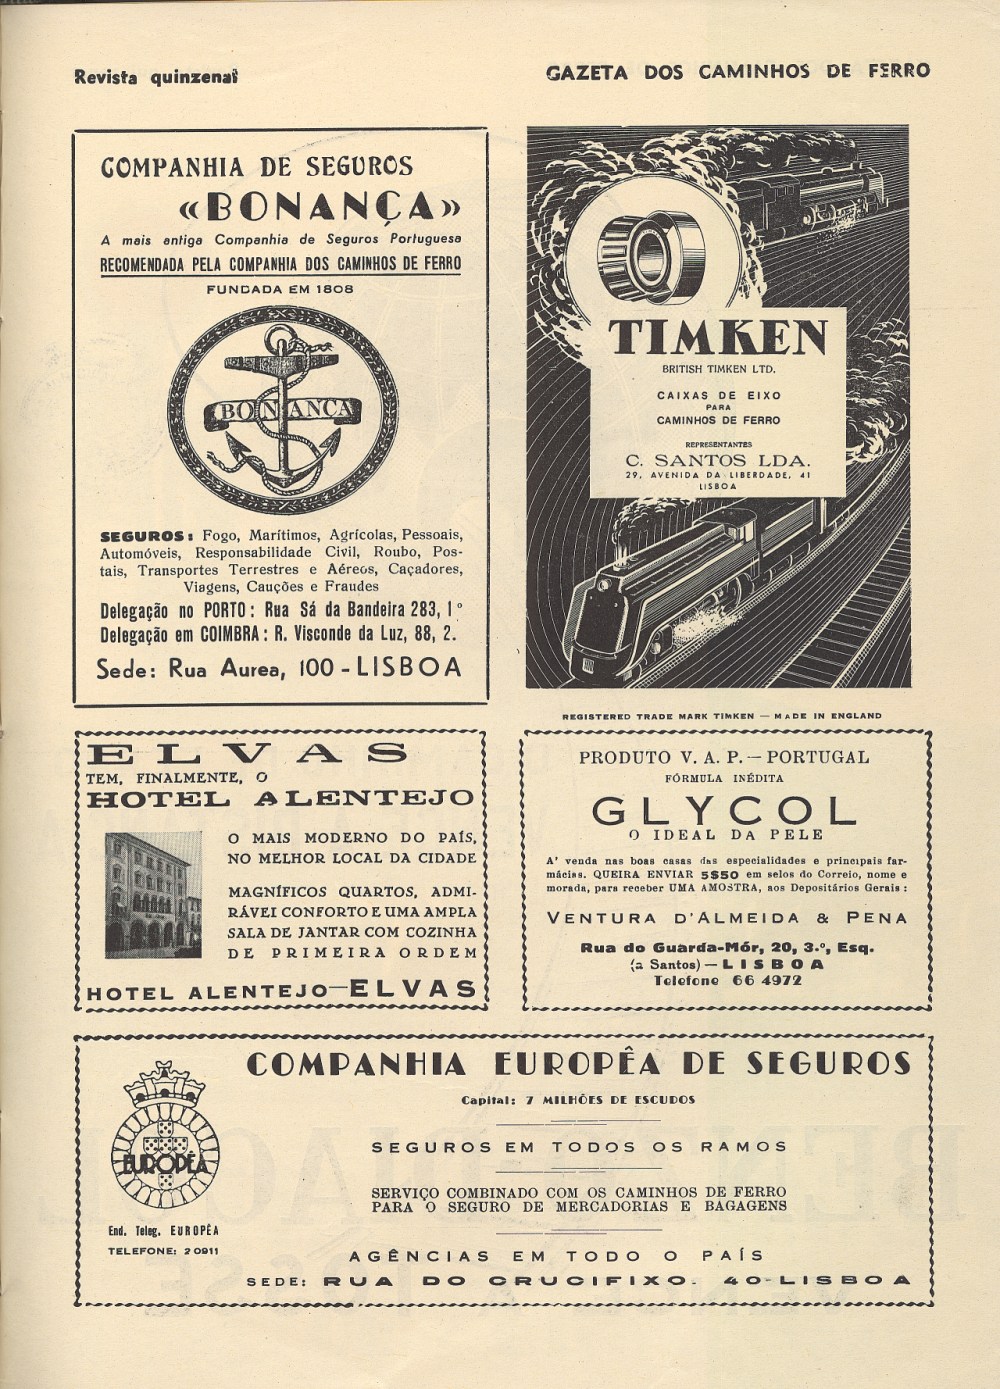 Revista quinzenal
GAZETA DOS CAMINHOS DE FERRO
COMPANHIA DE SEGUROS
«BONANÇA»
A mais antiga Companhia de Seguros Portuguesa
RECOMENDADA PELA COMPANHIA DOS CAMINHOS DE FERRO
FUNDADA EM 1808
BONANÇA
SEGUROS: Fogo, Marítimos, Agrícolas, Pessoais,
Automóveis, Responsabilidade Civil, Roubo, Pos-
tais, Transportes Terrestres e Aéreos, Caçadores,
Viagens, Cauções e Fraudes
Delegação no PORTO: Rua Sá da Bandeira 283, 1º
Delegação em COIMBRA: R. Visconde da Luz, 88, 2.
Sede: Rua Aurea, 100 - LISBOA
TIMKEN
BRITISH TIMKEN LTD.
CAIXAS DE EIXO
PARA
CAMINHOS DE FERRO
REPRESENTANTES
C. SANTOS LDA.
29, AVENIDA DA LIBERDADE, 41
LISBOA
REGISTERED TRADE MARK TIMKEN — MADE IN ENGLAND
ELVAS
TEM, FINALMENTE, O
HOTEL ALENTEJO
O MAIS MODERNO DO PAÍS,
NO MELHOR LOCAL DA CIDADE
MAGNÍFICOS QUARTOS, ADMI-
RÁVEI CONFORTO E UMA AMPLA
SALA DE JANTAR COM COZINHA
DE PRIMEIRA ORDEM
HOTEL ALENTEJO—ELVAS
PRODUTO V. A. P. — PORTUGAL
FÓRMULA INÉDITA
GLYCOL
O IDEAL DA PELE
A' venda nas boas casas das especialidades e principais far-
mácias. QUEIRA ENVIAR 5$50 em selos do Correio, nome e
morada, para receber UMA AMOSTRA, aos Depositários Gerais:
VENTURA D'ALMEIDA & PENA
Rua do Guarda-Mór, 20, 3.º, Esq.
(a Santos) — LISBOA
Telefone 66 4972
COMPANHIA EUROPÊA DE SEGUROS
Capital: 7 MILHÕES DE ESCUDOS
SEGUROS EM TODOS OS RAMOS
SERVIÇO COMBINADO COM OS CAMINHOS DE FERRO
PARA O SEGURO DE MERCADORIAS E BAGAGENS
AGÊNCIAS EM TODO O PAÍS
SEDE: RUA DO CRUCIFIXO. 40-LISBOA
EUROPÊA
End. Teleg. EUROPÊA
TELEFONE: 20911